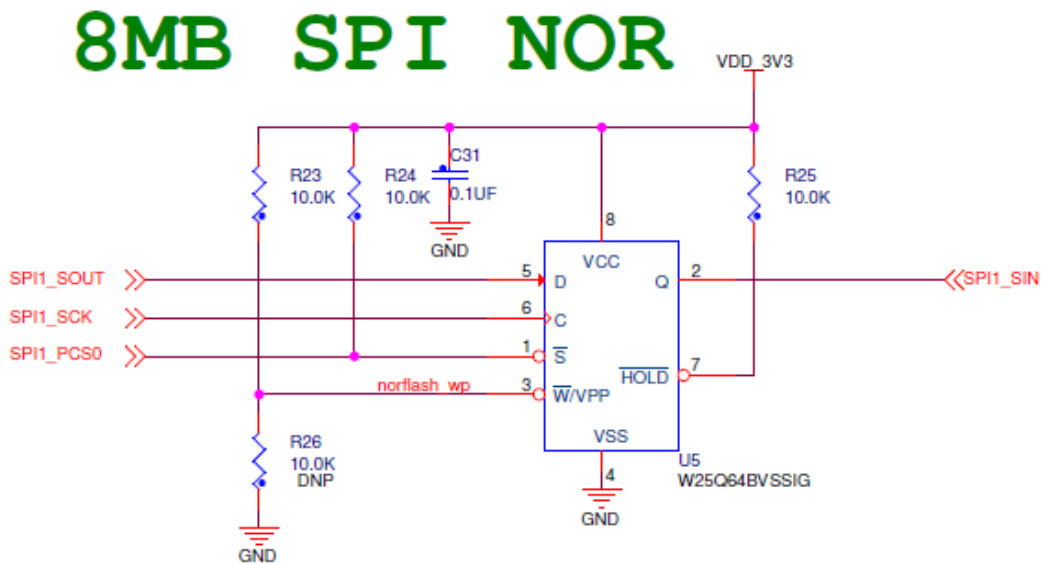 8MB SPI NOR
VDD_3V3
R23
10.0K
R24
10.0K
C31
0.1UF
GND
R25
10.0K
8
VCC
SPI1_SOUT
5
D
Q
2
SPI1_SIN
SPI1_SCK
6
C
SPI1_PCS0
1
S
HOLD
7
norflash_wp
3
W/VPP
VSS
4
GND
U5
W25Q64BVSSIG
R26
10.0K
DNP
GND